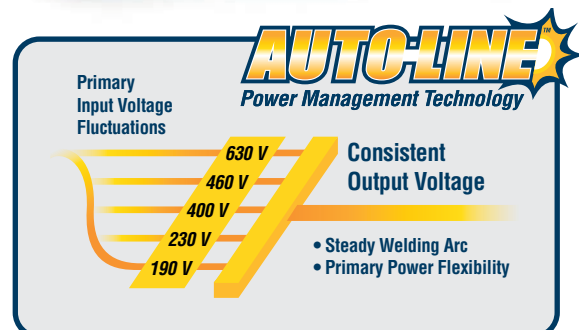 AUTO-LINE™
Power Management Technology
Primary
Input Voltage
Fluctuations
630 V
460 V
400 V
230 V
190 V
Consistent
Output Voltage
• Steady Welding Arc
• Primary Power Flexibility